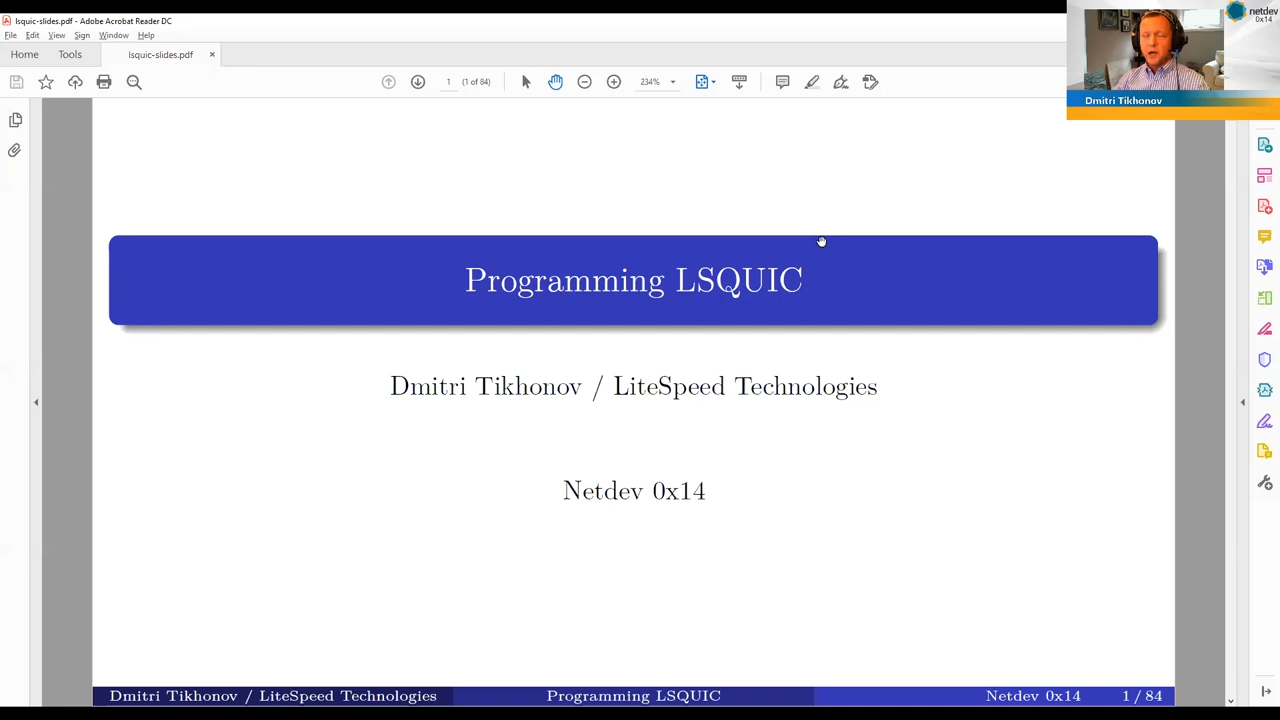 lsquic-slides.pdf - Adobe Acrobat Reader DC
File Edit View Sign Window Help
Home Tools lsquic-slides.pdf ×
1 (1 of 84) 234%
netdev
0x14
Dmitri Tikhonov
Programming LSQUIC
Dmitri Tikhonov / LiteSpeed Technologies
Netdev 0x14
Dmitri Tikhonov / LiteSpeed Technologies Programming LSQUIC Netdev 0x14 1 / 84